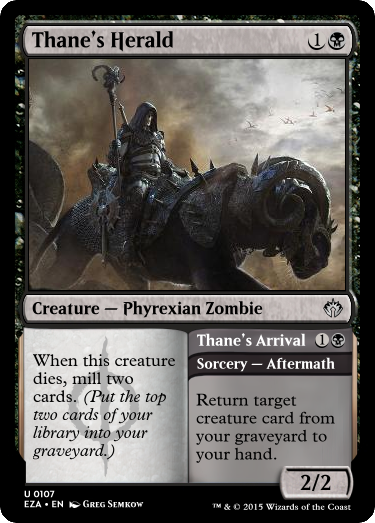 Thane's Herald 1
Creature — Phyrexian Zombie
When this creature
dies, mill two
cards. (Put the top
two cards of your
library into your
graveyard.)
Thane's Arrival 1
Sorcery — Aftermath
Return target
creature card from
your graveyard to
your hand.
2/2
U 0107
EZA • EN Greg Semkow
™ & © 2015 Wizards of the Coast